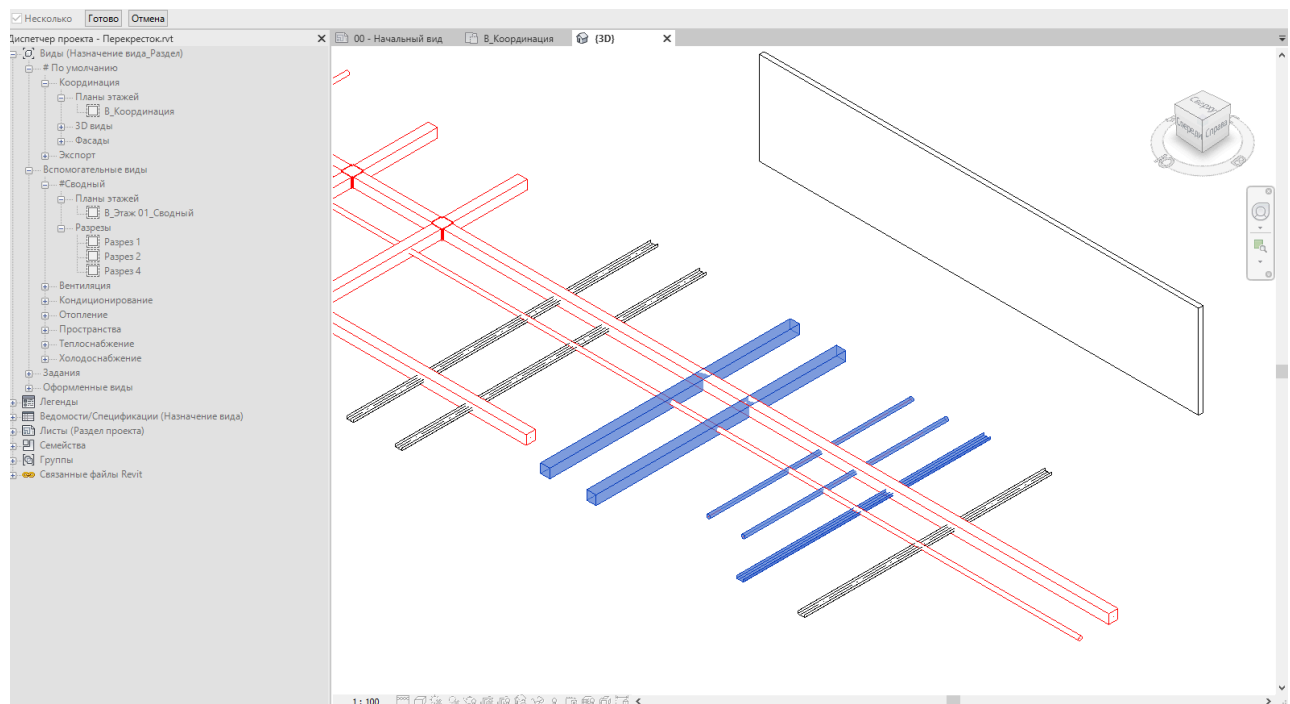 Несколько Готово Отмена
Диспетчер проекта - Перекресток.rvt
00 - Начальный вид
В_Координация
{3D}
Виды (Назначение вида_Раздел)
# По умолчанию
Координация
Планы этажей
В_Координация
3D виды
Фасады
Экспорт
Вспомогательные виды
#Сводный
Планы этажей
В_Этаж 01_Сводный
Разрезы
Разрез 1
Разрез 2
Разрез 4
Вентиляция
Кондиционирование
Отопление
Пространства
Теплоснабжение
Холодоснабжение
Задания
Оформленные виды
Легенды
Ведомости/Спецификации (Назначение вида)
Листы (Раздел проекта)
Семейства
Группы
Связанные файлы Revit
Сверху
Спереди
Справа
1 : 100